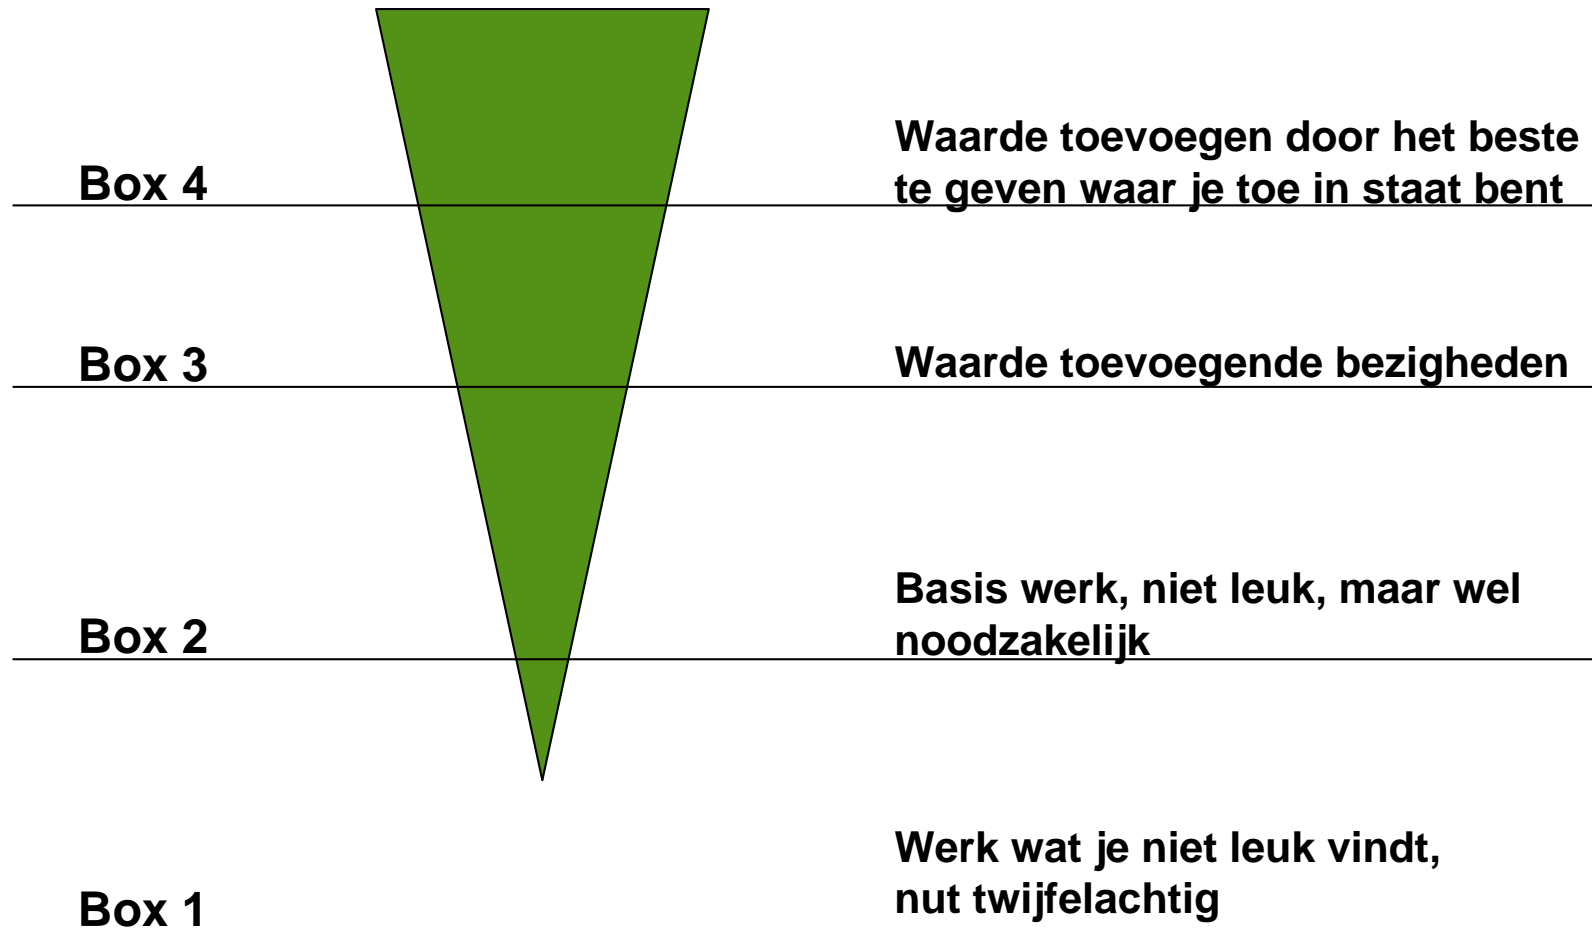 Box 4
Waarde toevoegen door het beste
te geven waar je toe in staat bent
Box 3
Waarde toevoegende bezigheden
Box 2
Basis werk, niet leuk, maar wel
noodzakelijk
Box 1
Werk wat je niet leuk vindt,
nut twijfelachtig